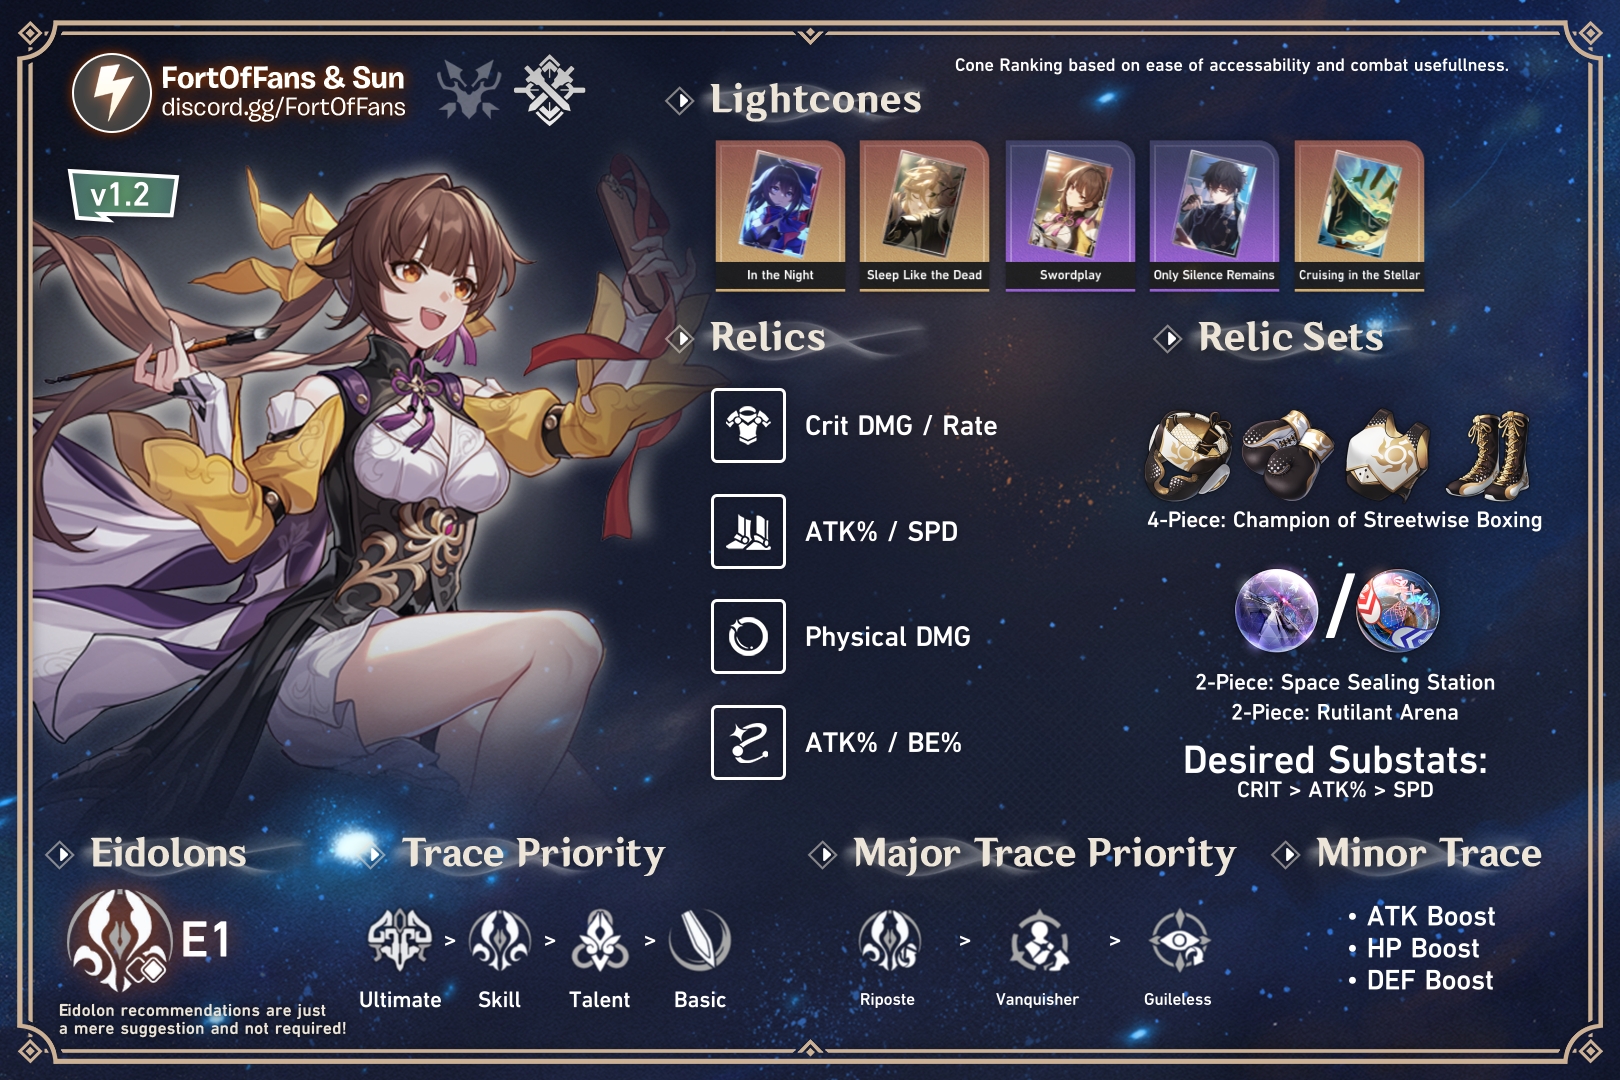 FortOfFans & Sun
discord.gg/FortOfFans
v1.2
Cone Ranking based on ease of accessability and combat usefullness.
Lightcones
In the Night
Sleep Like the Dead
Swordplay
Only Silence Remains
Cruising in the Stellar
Relics
Crit DMG / Rate
ATK% / SPD
Physical DMG
ATK% / BE%
Relic Sets
4-Piece: Champion of Streetwise Boxing
/
2-Piece: Space Sealing Station
2-Piece: Rutilant Arena
Desired Substats:
CRIT > ATK% > SPD
Eidolons
E1
Eidolon recommendations are just
a mere suggestion and not required!
Trace Priority
> > >
Ultimate Skill Talent Basic
Major Trace Priority
> >
Riposte Vanquisher Guileless
Minor Trace
• ATK Boost
• HP Boost
• DEF Boost